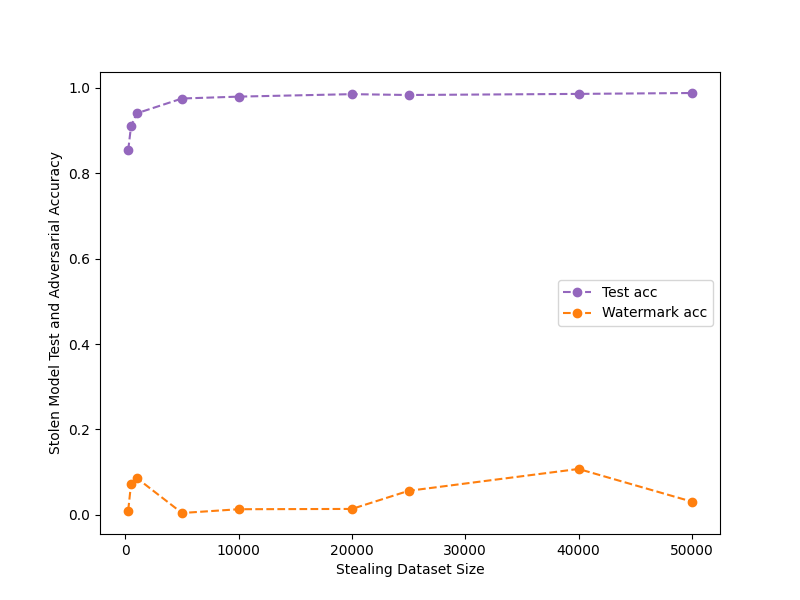 1.0
0.8
0.6
0.4
0.2
0.0
Stolen Model Test and Adversarial Accuracy
Test acc
Watermark acc
0 10000 20000 30000 40000 50000
Stealing Dataset Size